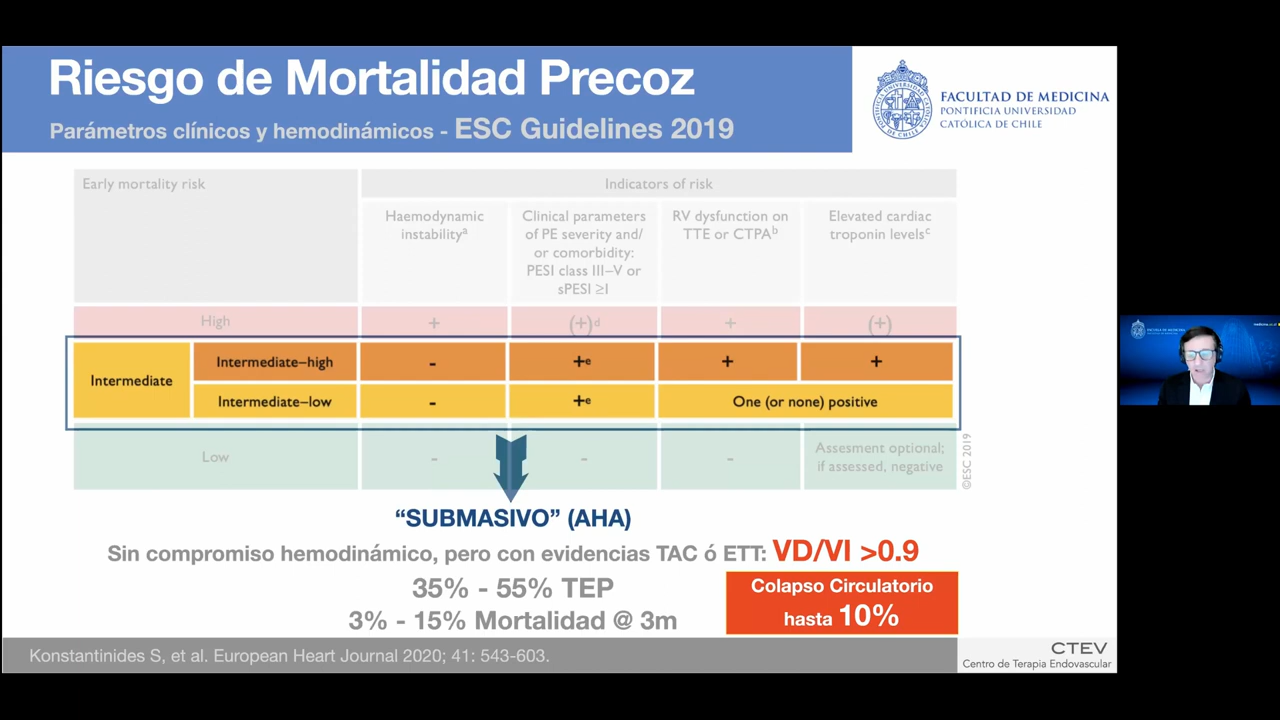 Riesgo de Mortalidad Precoz
Parámetros clínicos y hemodinámicos - ESC Guidelines 2019
FACULTAD DE MEDICINA
PONTIFICIA UNIVERSIDAD
CATÓLICA DE CHILE
Early mortality risk
Indicators of risk
Haemodynamic
instabilityᵃ
Clinical parameters
of PE severity and/
or comorbidity:
PESI class III–V or
sPESI ≥I
RV dysfunction on
TTE or CTPAᵇ
Elevated cardiac
troponin levelsᶜ
High
+
(+)ᵈ
+
(+)
Intermediate
Intermediate–high
-
+ᵉ
+
+
Intermediate–low
-
+ᵉ
One (or none) positive
Low
-
-
-
Assesment optional;
if assessed, negative
©ESC 2019
“SUBMASIVO” (AHA)
Sin compromiso hemodinámico, pero con evidencias TAC ó ETT: VD/VI >0.9
35% - 55% TEP
3% - 15% Mortalidad @ 3m
Colapso Circulatorio
hasta 10%
Konstantinides S, et al. European Heart Journal 2020; 41: 543-603.
CTEV
Centro de Terapia Endovascular